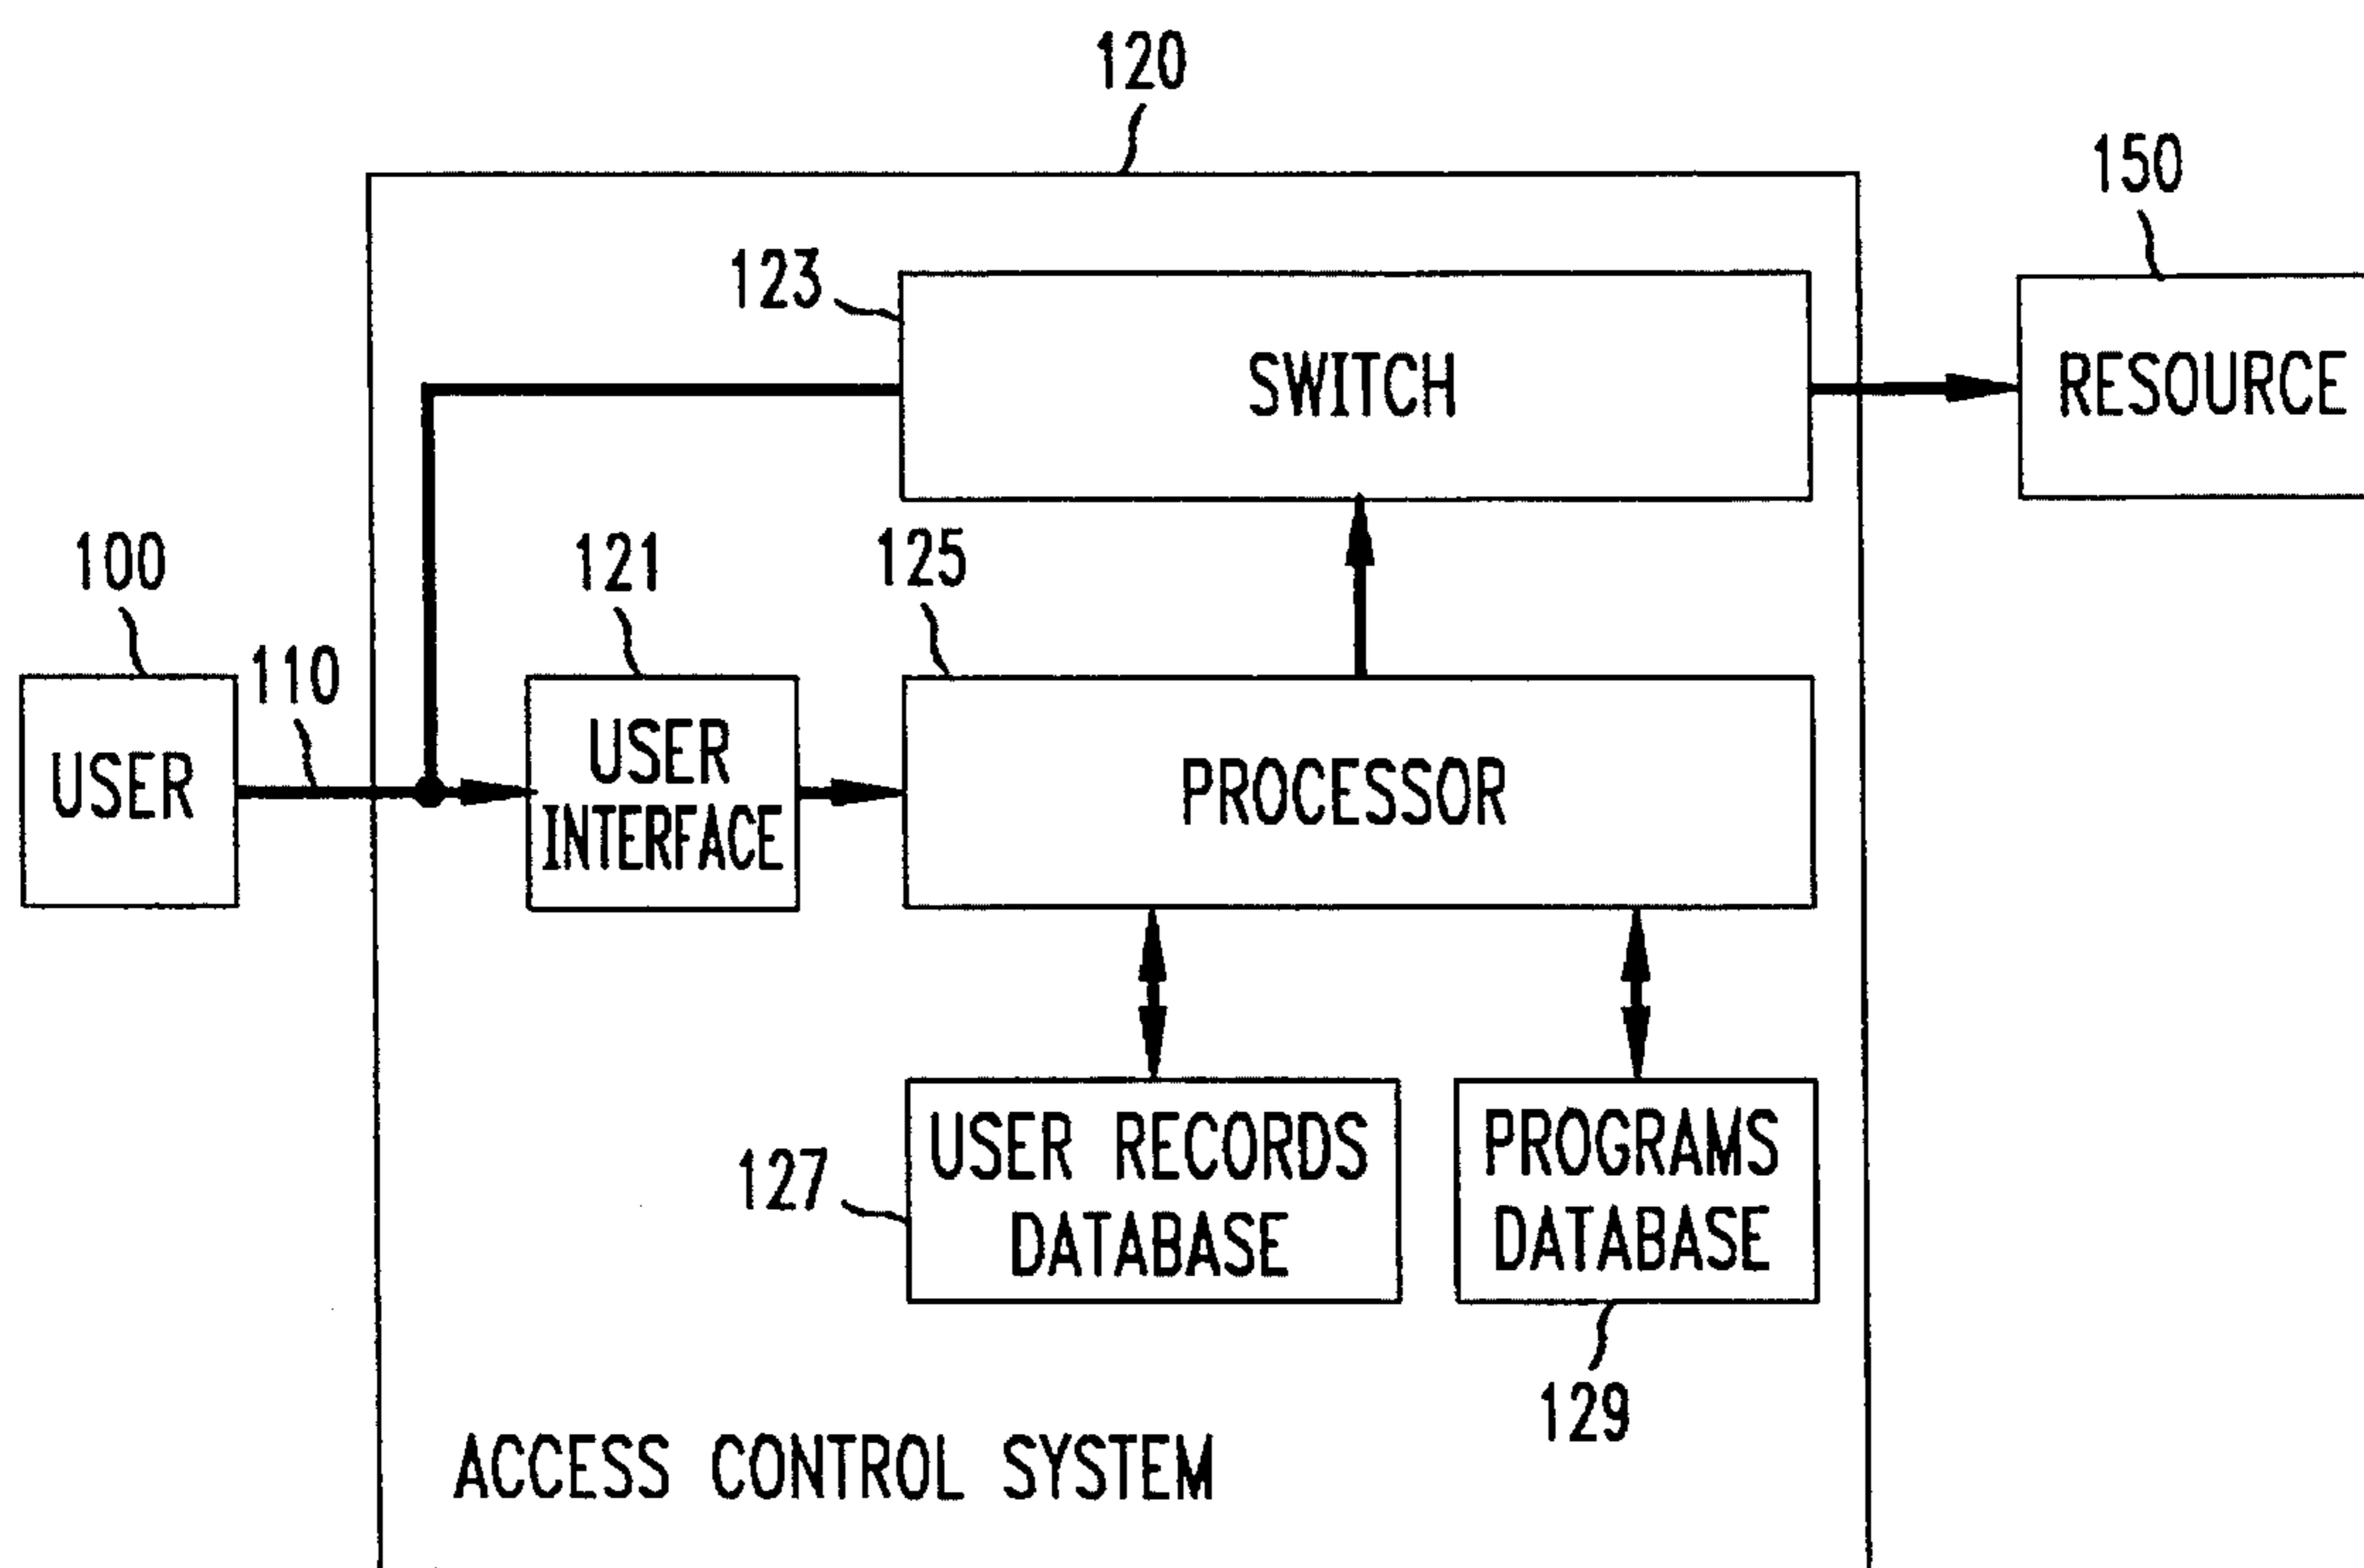 120
150
123
SWITCH
RESOURCE
100
121
125
110
USER
USER
INTERFACE
PROCESSOR
127
USER RECORDS
DATABASE
PROGRAMS
DATABASE
129
ACCESS CONTROL SYSTEM